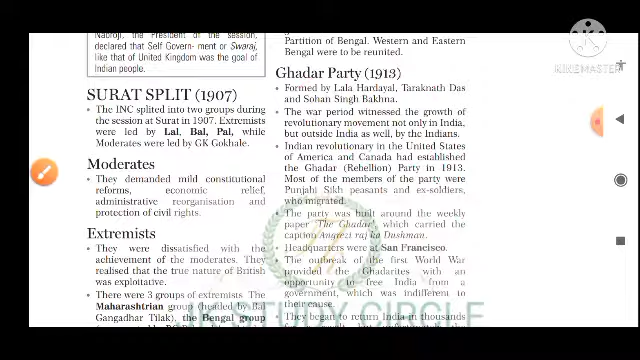 Nabroji, the President of the session,
declared that Self Govern- ment or Swaraj,
like that of United Kingdom was the goal of
Indian people.
SURAT SPLIT (1907)
• The INC splited into two groups during
the session at Surat in 1907. Extremists
were led by Lal, Bal, Pal, while
Moderates were led by GK Gokhale.
Moderates
• They demanded mild constitutional
reforms, economic relief,
administrative reorganisation and
protection of civil rights.
Extremists
• They were dissatisfied with the
achievement of the moderates. They
realised that the true nature of British
was exploitative.
• There were 3 groups of extremists. The
Maharashtrian group (headed by Bal
Gangadhar Tilak), the Bengal group
Partition of Bengal. Western and Eastern
Bengal were to be reunited.
Ghadar Party (1913)
• Formed by Lala Hardayal, Taraknath Das
and Sohan Singh Bakhna.
• The war period witnessed the growth of
revolutionary movement not only in India,
but outside India as well, by the Indians.
• Indian revolutionary in the United States
of America and Canada had established
the Ghadar (Rebellion) Party in 1913.
Most of the members of the party were
Punjabi Sikh peasants and ex-soldiers,
who migrated.
• The party was built around the weekly
paper 'The Ghadar', which carried the
caption Angrezi raj ka Dushman.
• Headquarters were at San Francisco.
• The outbreak of the first World War
provided the Ghadarites with an
opportunity to free India from a
government, which was indifferent to
their cause.
• They began to return India in thousands
STUDY CIRCLE
KINEMASTER